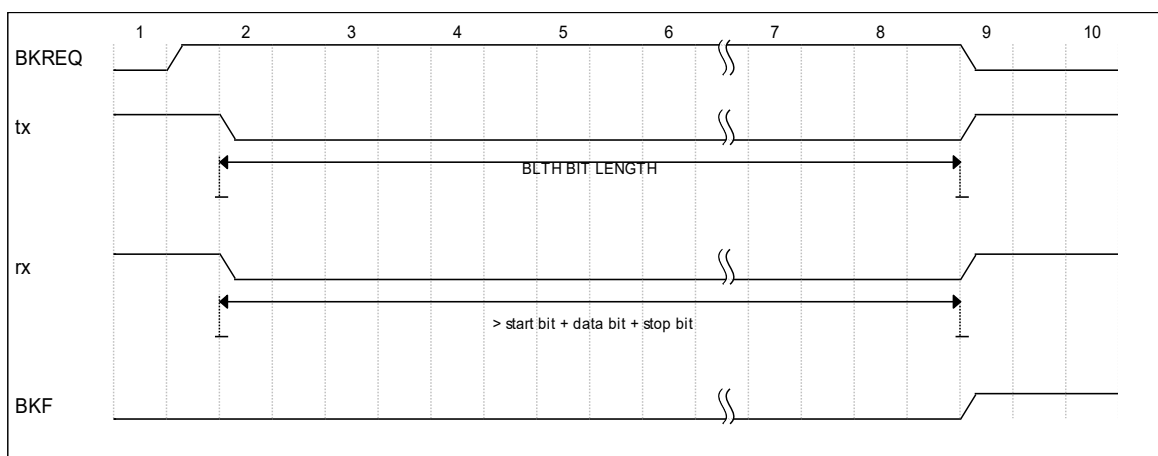 1 2 3 4 5 6 7 8 9 10
BKREQ
tx
BLTH BIT LENGTH
rx
> start bit + data bit + stop bit
BKF